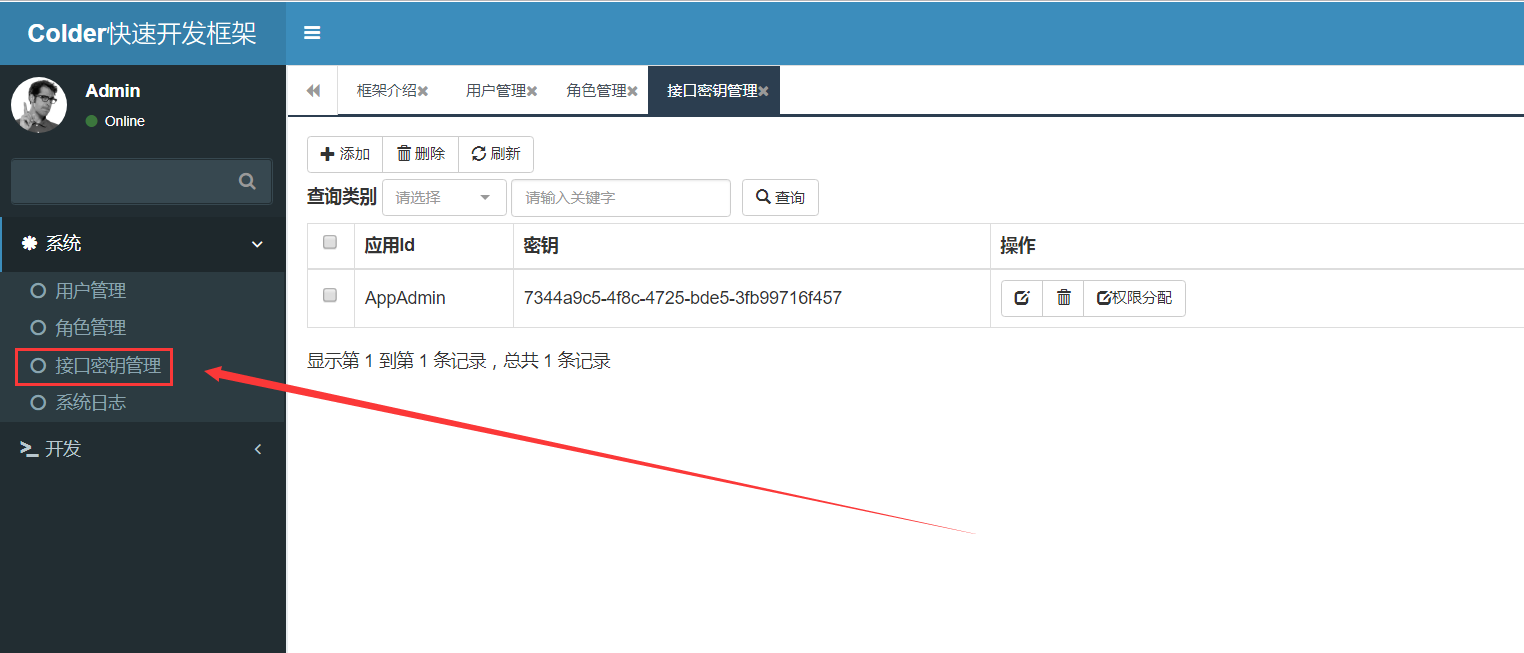 Colder快速开发框架
Admin
Online
系统
用户管理
角色管理
接口密钥管理
系统日志
开发
框架介绍
用户管理
角色管理
接口密钥管理
添加 删除 刷新
查询类别 请选择 请输入关键字 查询
应用Id 密钥 操作
AppAdmin 7344a9c5-4f8c-4725-bde5-3fb99716f457 权限分配
显示第 1 到第 1 条记录，总共 1 条记录